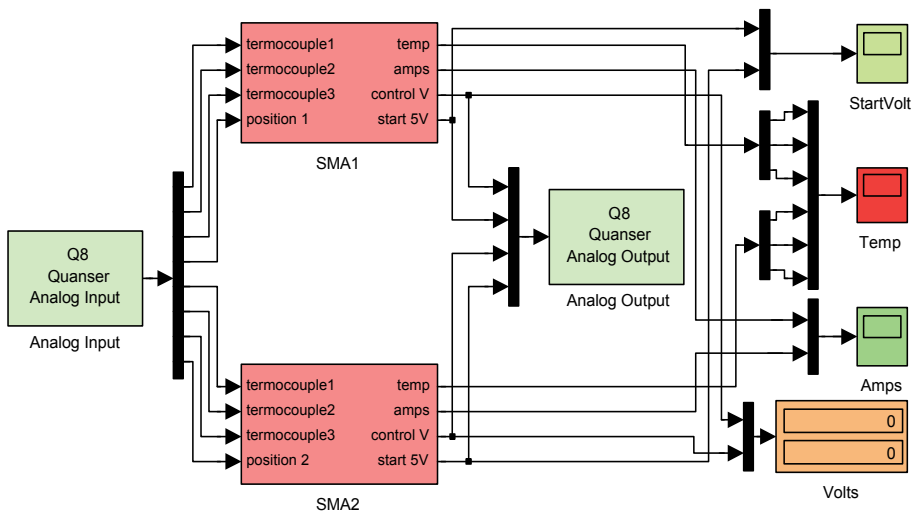 termocouple1 temp
termocouple2 amps
termocouple3 control V
position 1 start 5V
SMA1
StartVolt
Q8
Quanser
Analog Input
Analog Input
Q8
Quanser
Analog Output
Analog Output
Temp
termocouple1 temp
termocouple2 amps
termocouple3 control V
position 2 start 5V
SMA2
Amps
0
0
Volts